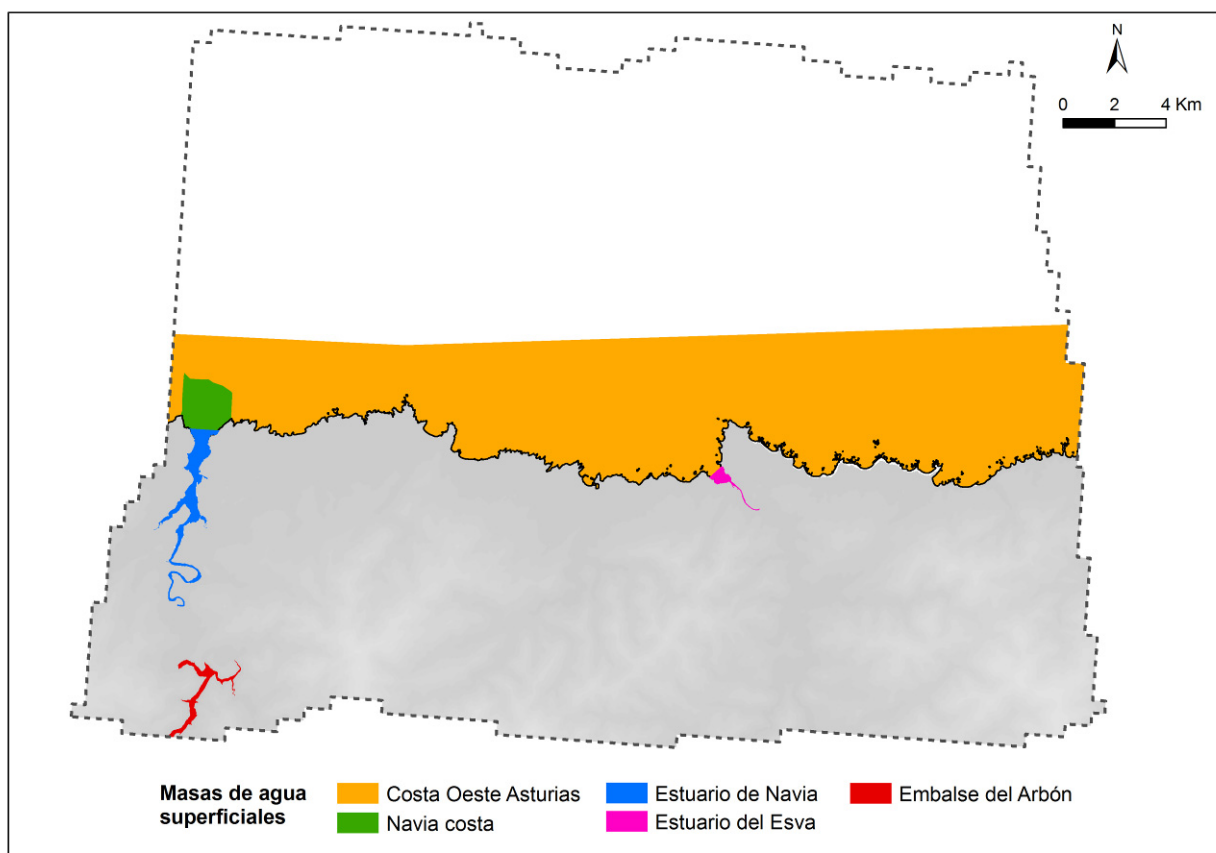 N
0 2 4 Km
Masas de agua
superficiales
Costa Oeste Asturias
Navia costa
Estuario de Navia
Estuario del Esva
Embalse del Arbón